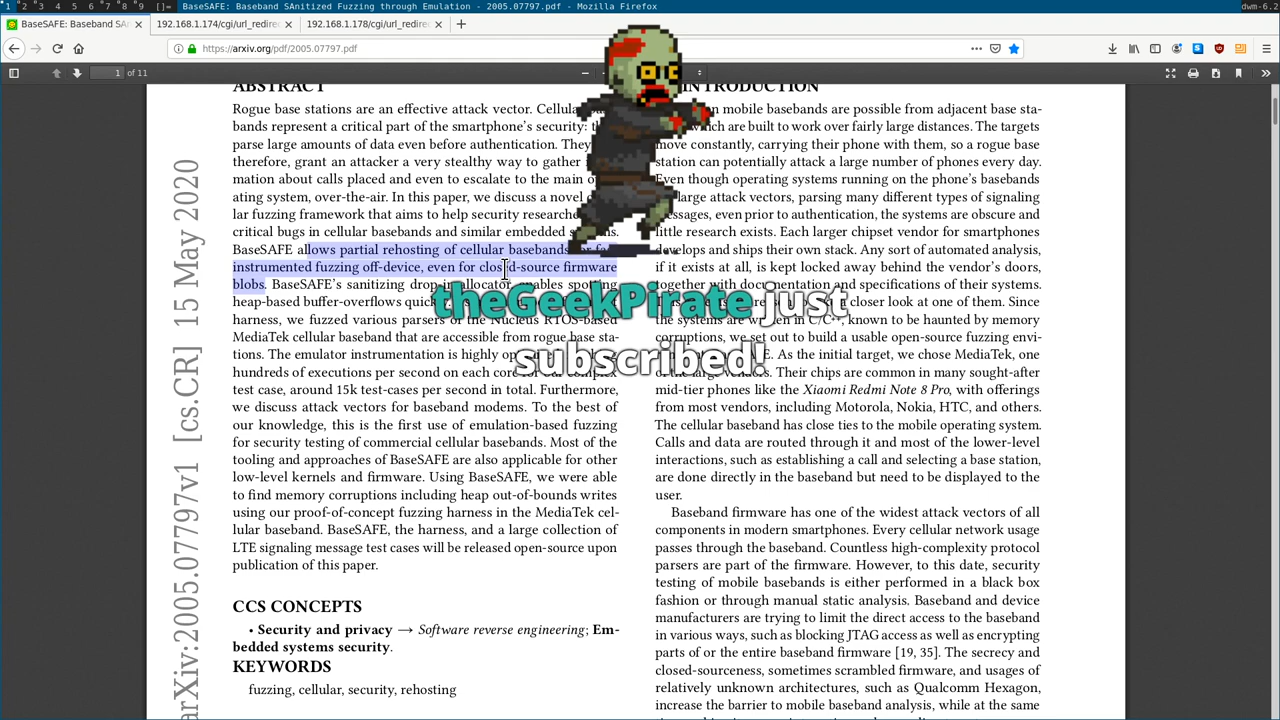 1 2 3 4 5 6 7 8 9 []= BaseSAFE: Baseband SAnitized Fuzzing through Emulation - 2005.07797.pdf - Mozilla Firefox dwm-6.2
BaseSAFE: Baseband SAn 192.168.1.174/cgi/url_redirec 192.168.1.178/cgi/url_redirec
https://arxiv.org/pdf/2005.07797.pdf
1 of 11
arXiv:2005.07797v1 [cs.CR] 15 May 2020
ABSTRACT
Rogue base stations are an effective attack vector. Cellular
bands represent a critical part of the smartphone's security:
parse large amounts of data even before authentication. They
therefore, grant an attacker a very stealthy way to gather
mation about calls placed and even to escalate to the main
ating system, over-the-air. In this paper, we discuss a novel
lar fuzzing framework that aims to help security researche
critical bugs in cellular basebands and similar embedded
BaseSAFE allows partial rehosting of cellular basebands
instrumented fuzzing off-device, even for closed-source firmware
blobs. BaseSAFE's sanitizing drop-in allocator enables spotting
heap-based buffer-overflows
harness, we fuzzed various parsers of the Nucleus RTOS-based
MediaTek cellular baseband that are accessible from rogue base sta-
tions. The emulator instrumentation is highly
hundreds of executions per second on each core for
test case, around 15k test-cases per second in total. Furthermore,
we discuss attack vectors for baseband modems. To the best of
our knowledge, this is the first use of emulation-based fuzzing
for security testing of commercial cellular basebands. Most of the
tooling and approaches of BaseSAFE are also applicable for other
low-level kernels and firmware. Using BaseSAFE, we were able
to find memory corruptions including heap out-of-bounds writes
using our proof-of-concept fuzzing harness in the MediaTek cel-
lular baseband. BaseSAFE, the harness, and a large collection of
LTE signaling message test cases will be released open-source upon
publication of this paper.
CCS CONCEPTS
• Security and privacy → Software reverse engineering; Em-
bedded systems security.
KEYWORDS
fuzzing, cellular, security, rehosting
INTRODUCTION
on mobile basebands are possible from adjacent base sta-
which are built to work over fairly large distances. The targets
move constantly, carrying their phone with them, so a rogue base
station can potentially attack a large number of phones every day.
Even though operating systems running on the phone's basebands
large attack vectors, parsing many different types of signaling
messages, even prior to authentication, the systems are obscure and
little research exists. Each larger chipset vendor for smartphones
develops and ships their own stack. Any sort of automated analysis,
if it exists at all, is kept locked away behind the vendor's doors,
together with documentation and specifications of their systems.
closer look at one of them. Since
the systems are written in C/C++, known to be haunted by memory
corruptions, we set out to build a usable open-source fuzzing envi-
As the initial target, we chose MediaTek, one
of the large vendors. Their chips are common in many sought-after
mid-tier phones like the Xiaomi Redmi Note 8 Pro, with offerings
from most vendors, including Motorola, Nokia, HTC, and others.
The cellular baseband has close ties to the mobile operating system.
Calls and data are routed through it and most of the lower-level
interactions, such as establishing a call and selecting a base station,
are done directly in the baseband but need to be displayed to the
user.
Baseband firmware has one of the widest attack vectors of all
components in modern smartphones. Every cellular network usage
passes through the baseband. Countless high-complexity protocol
parsers are part of the firmware. However, to this date, security
testing of mobile basebands is either performed in a black box
fashion or through manual static analysis. Baseband and device
manufacturers are trying to limit the direct access to the baseband
in various ways, such as blocking JTAG access as well as encrypting
parts of or the entire baseband firmware [19, 35]. The secrecy and
closed-sourceness, sometimes scrambled firmware, and usages of
relatively unknown architectures, such as Qualcomm Hexagon,
increase the barrier to mobile baseband analysis, while at the same
theGeekPirate just
subscribed!